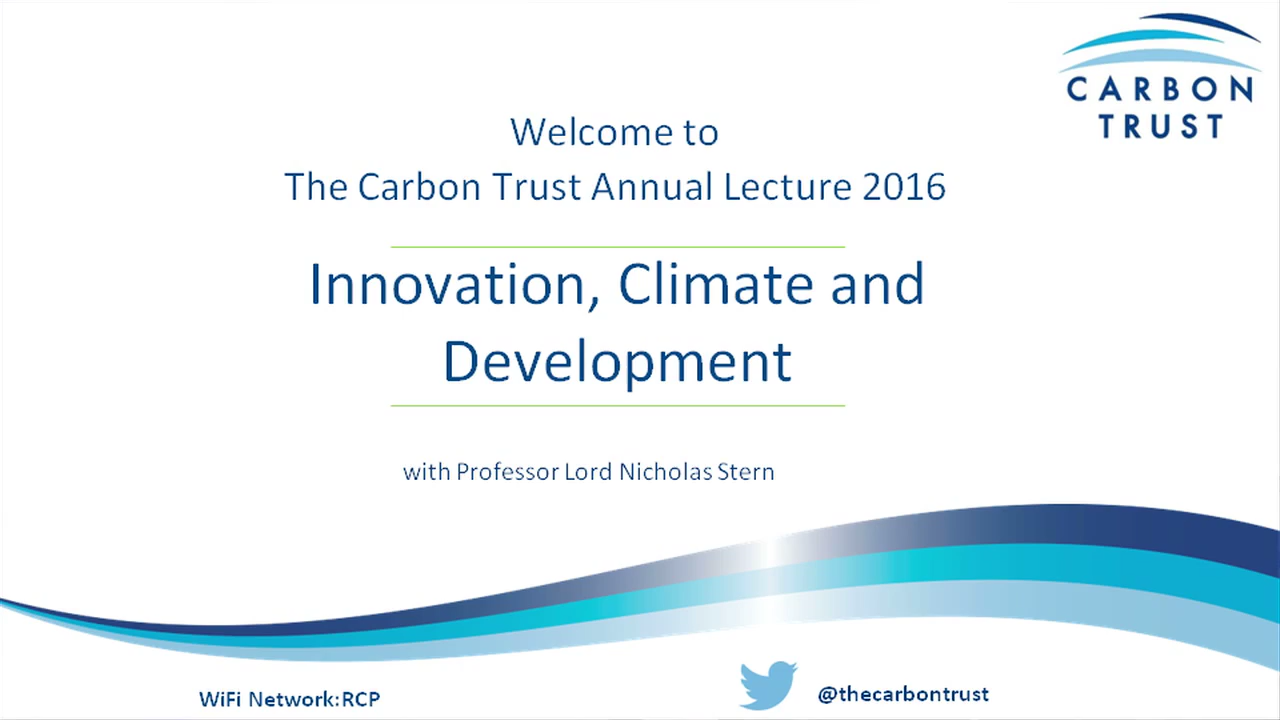 CARBON
TRUST
Welcome to
The Carbon Trust Annual Lecture 2016
Innovation, Climate and
Development
with Professor Lord Nicholas Stern
WiFi Network:RCP
@thecarbontrust